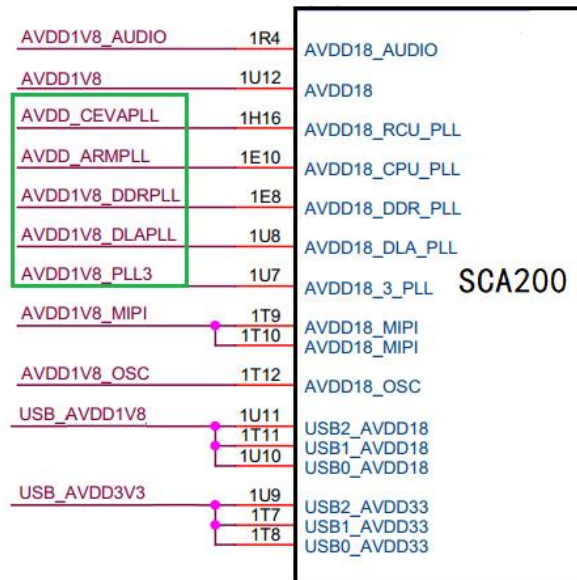 AVDD1V8_AUDIO 1R4 AVDD18_AUDIO
AVDD1V8 1U12 AVDD18
AVDD_CEVAPLL 1H16 AVDD18_RCU_PLL
AVDD_ARMPLL 1E10 AVDD18_CPU_PLL
AVDD1V8_DDRPLL 1E8 AVDD18_DDR_PLL
AVDD1V8_DLAPLL 1U8 AVDD18_DLA_PLL
AVDD1V8_PLL3 1U7 AVDD18_3_PLL SCA200
AVDD1V8_MIPI 1T9 AVDD18_MIPI
1T10 AVDD18_MIPI
AVDD1V8_OSC 1T12 AVDD18_OSC
USB_AVDD1V8 1U11 USB2_AVDD18
1T11 USB1_AVDD18
1U10 USB0_AVDD18
USB_AVDD3V3 1U9 USB2_AVDD33
1T7 USB1_AVDD33
1T8 USB0_AVDD33